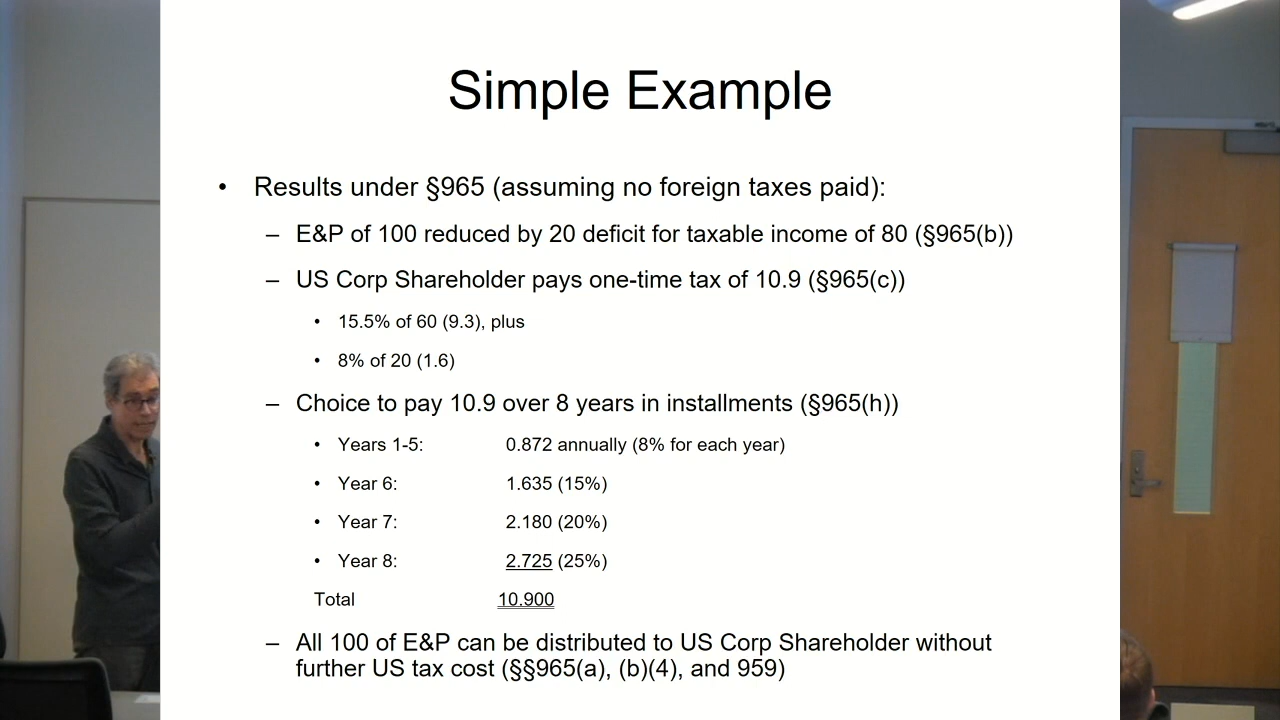 Simple Example
• Results under §965 (assuming no foreign taxes paid):
– E&P of 100 reduced by 20 deficit for taxable income of 80 (§965(b))
– US Corp Shareholder pays one-time tax of 10.9 (§965(c))
• 15.5% of 60 (9.3), plus
• 8% of 20 (1.6)
– Choice to pay 10.9 over 8 years in installments (§965(h))
• Years 1-5: 0.872 annually (8% for each year)
• Year 6: 1.635 (15%)
• Year 7: 2.180 (20%)
• Year 8: 2.725 (25%)
Total 10.900
– All 100 of E&P can be distributed to US Corp Shareholder without
further US tax cost (§§965(a), (b)(4), and 959)